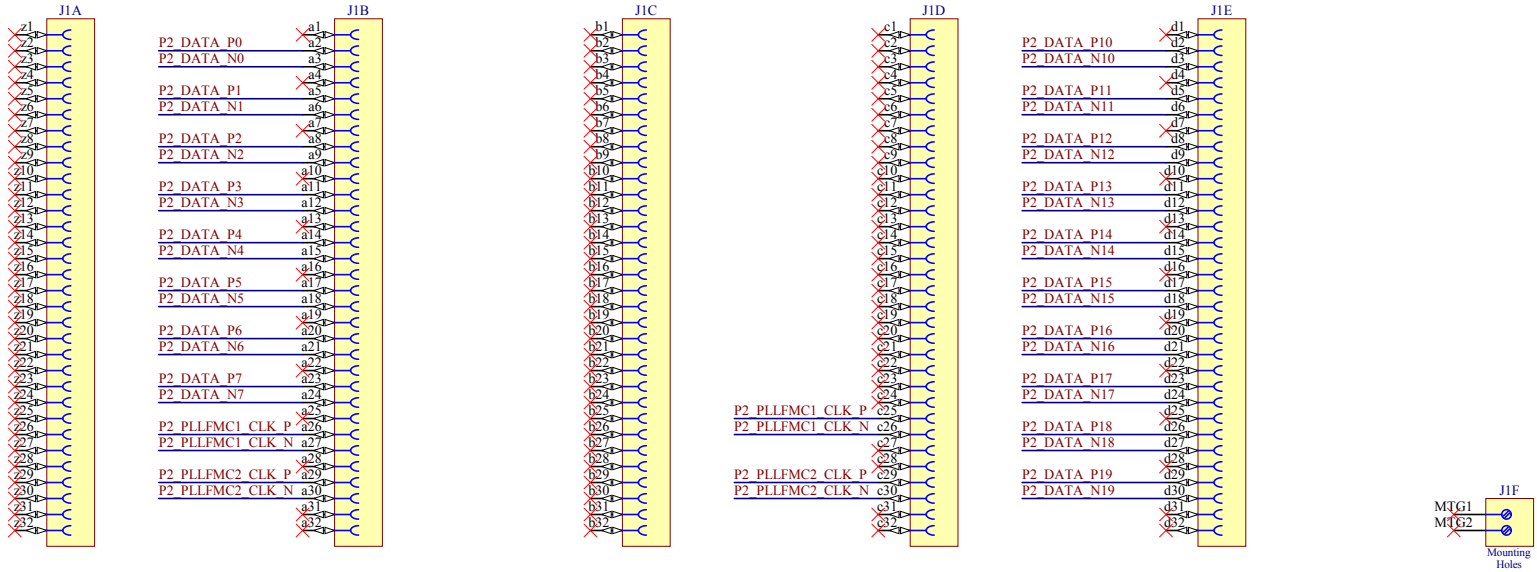 J1A J1B J1C J1D J1E
z1 a1 b1 c1 d1
z2 P2_DATA_P0 a2 b2 c2 P2_DATA_P10 d2
z3 P2_DATA_N0 a3 b3 c3 P2_DATA_N10 d3
z4 a4 b4 c4 d4
z5 P2_DATA_P1 a5 b5 c5 P2_DATA_P11 d5
z6 P2_DATA_N1 a6 b6 c6 P2_DATA_N11 d6
z7 a7 b7 c7 d7
z8 P2_DATA_P2 a8 b8 c8 P2_DATA_P12 d8
z9 P2_DATA_N2 a9 b9 c9 P2_DATA_N12 d9
z10 a10 b10 c10 d10
z11 P2_DATA_P3 a11 b11 c11 P2_DATA_P13 d11
z12 P2_DATA_N3 a12 b12 c12 P2_DATA_N13 d12
z13 a13 b13 c13 d13
z14 P2_DATA_P4 a14 b14 c14 P2_DATA_P14 d14
z15 P2_DATA_N4 a15 b15 c15 P2_DATA_N14 d15
z16 a16 b16 c16 d16
z17 P2_DATA_P5 a17 b17 c17 P2_DATA_P15 d17
z18 P2_DATA_N5 a18 b18 c18 P2_DATA_N15 d18
z19 a19 b19 c19 d19
z20 P2_DATA_P6 a20 b20 c20 P2_DATA_P16 d20
z21 P2_DATA_N6 a21 b21 c21 P2_DATA_N16 d21
z22 a22 b22 c22 d22
z23 P2_DATA_P7 a23 b23 c23 P2_DATA_P17 d23
z24 P2_DATA_N7 a24 b24 c24 P2_DATA_N17 d24
z25 a25 b25 P2_PLLFMC1_CLK_P c25 d25
z26 P2_PLLFMC1_CLK_P a26 b26 P2_PLLFMC1_CLK_N c26 P2_DATA_P18 d26
z27 P2_PLLFMC1_CLK_N a27 b27 c27 P2_DATA_N18 d27
z28 a28 b28 c28 d28
z29 P2_PLLFMC2_CLK_P a29 b29 P2_PLLFMC2_CLK_P c29 P2_DATA_P19 d29
z30 P2_PLLFMC2_CLK_N a30 b30 P2_PLLFMC2_CLK_N c30 P2_DATA_N19 d30
J1F
z31 a31 b31 c31 d31 MTG1
z32 a32 b32 c32 d32 MTG2
Mounting
Holes